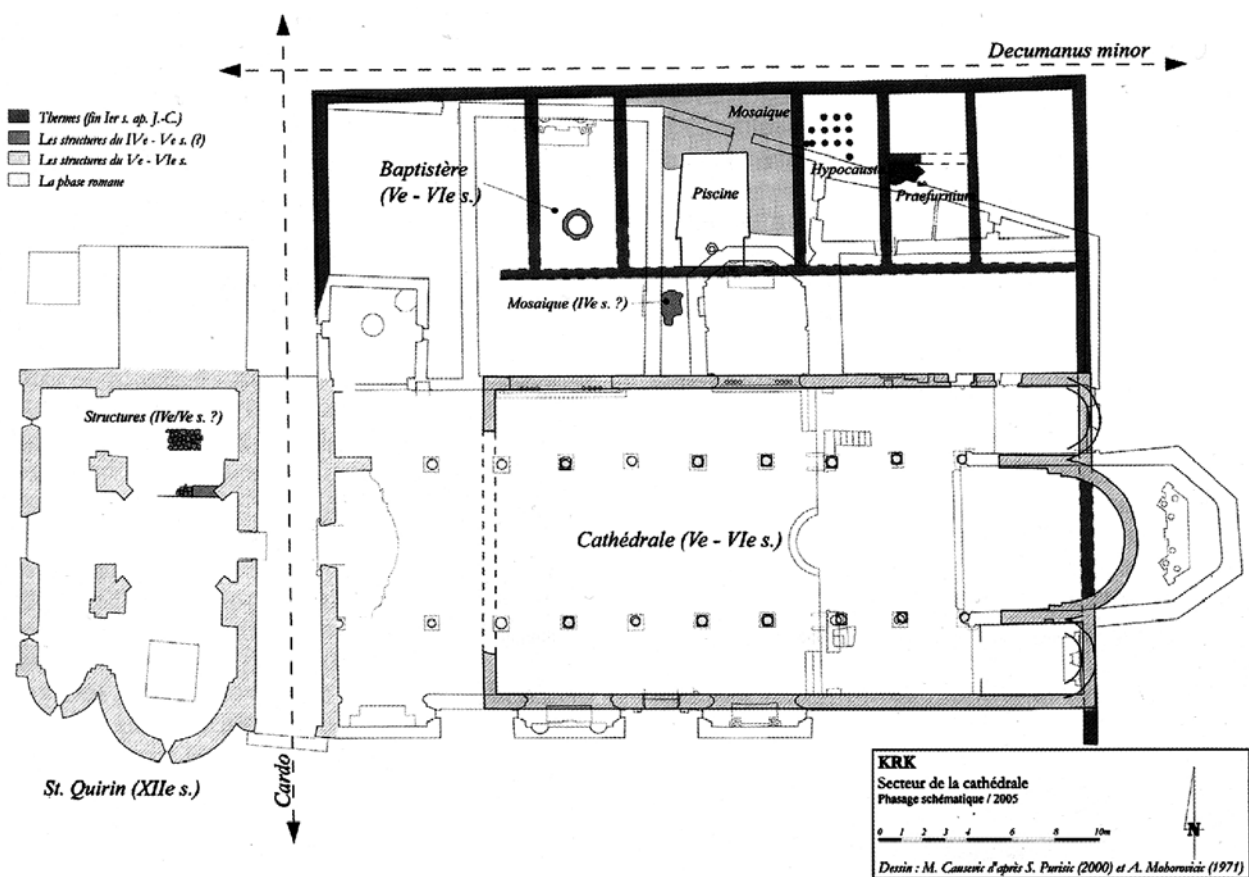 Decumanus minor
Thermes (fin Ier s. ap. J.-C.)
Les structures du IVe - Ve s. (?)
Les structures du Ve - VIe s.
La phase romane
Mosaique
Baptistère
(Ve - VIe s.)
Piscine
Hypocauste
Praefurnium
Mosaique (IVe s. ?)
Structures (IVe/Ve s. ?)
Cathédrale (Ve - VIe s.)
St. Quirin (XIIe s.)
Cardo
KRK
Secteur de la cathédrale
Phasage schématique / 2005
0 1 2 3 4 6 8 10m
N
Dessin : M. Causevic d'après S. Purisic (2000) et A. Mohorovicic (1971)